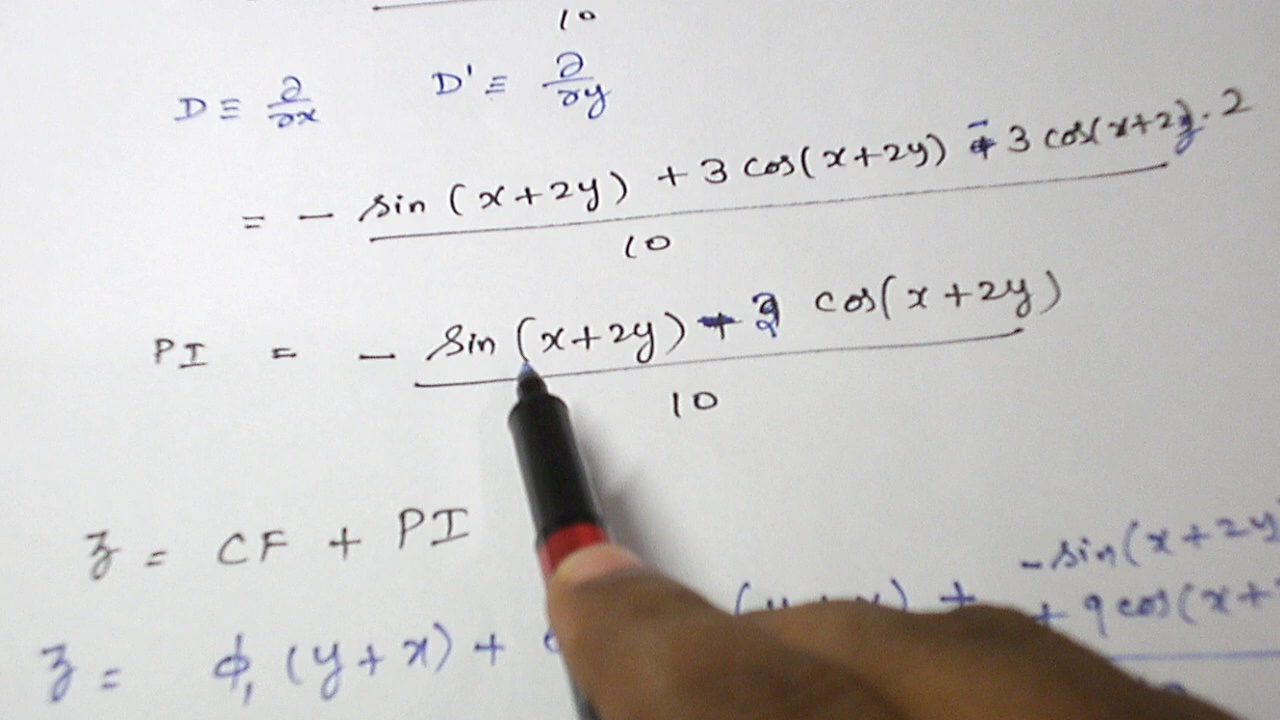 10
D ≡ ∂/∂x D' ≡ ∂/∂y
= - sin (x+2y) + 3 cos(x+2y) - 3 cos(x+2y).2
10
PI = - sin (x+2y) + 9 cos(x+2y)
10
z = CF + PI
z = ϕ₁ (y+x) + + -sin(x+2y
+ 9 cos(x+